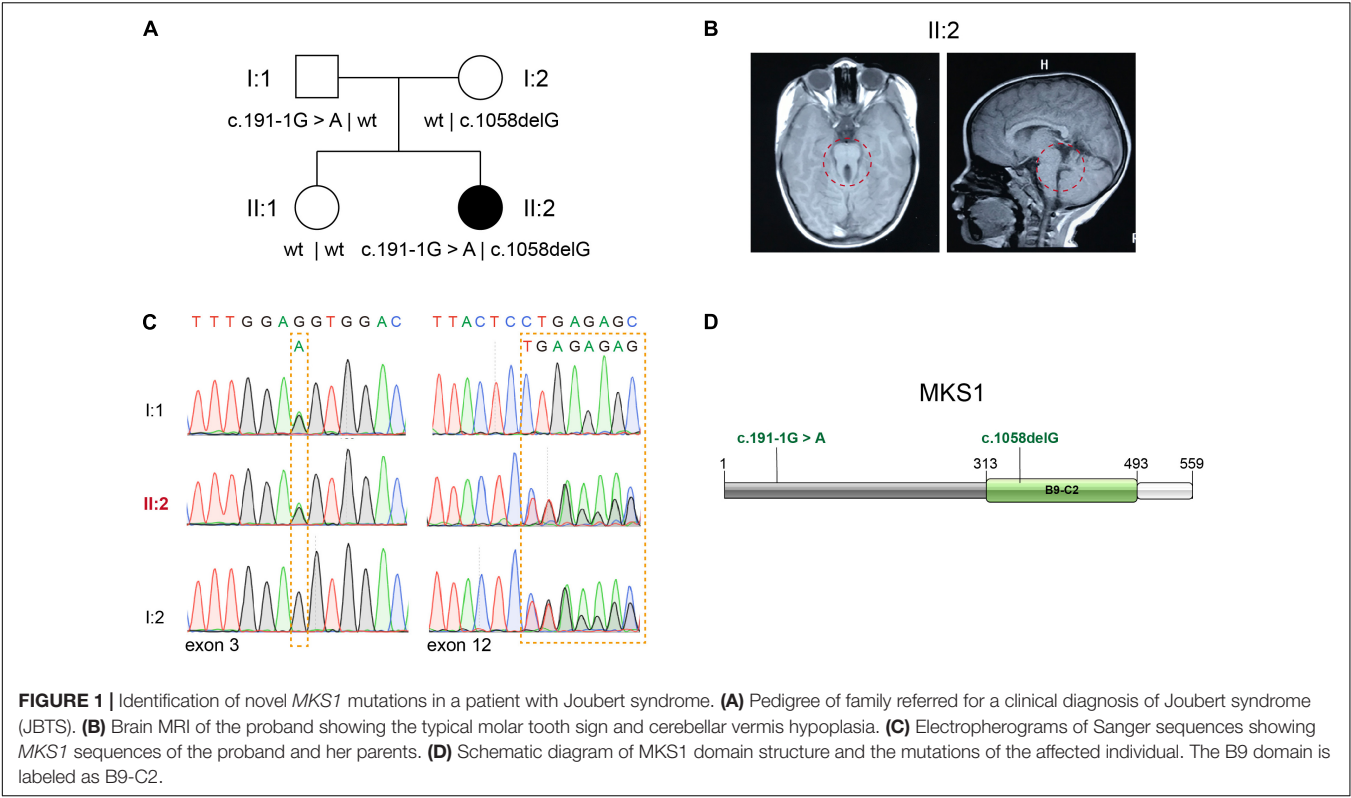 A
I:1
I:2
c.191-1G > A | wt
wt | c.1058delG
II:1
II:2
wt | wt
c.191-1G > A | c.1058delG
B
II:2
H
C
T T T G G A G G T G G A C
A
T T A C T C C T G A G A G C
T G A G A G A G
I:1
II:2
I:2
exon 3
exon 12
D
MKS1
c.191-1G > A
c.1058delG
1
313
493
559
B9-C2
FIGURE 1 | Identification of novel MKS1 mutations in a patient with Joubert syndrome. (A) Pedigree of family referred for a clinical diagnosis of Joubert syndrome
(JBTS). (B) Brain MRI of the proband showing the typical molar tooth sign and cerebellar vermis hypoplasia. (C) Electropherograms of Sanger sequences showing
MKS1 sequences of the proband and her parents. (D) Schematic diagram of MKS1 domain structure and the mutations of the affected individual. The B9 domain is
labeled as B9-C2.